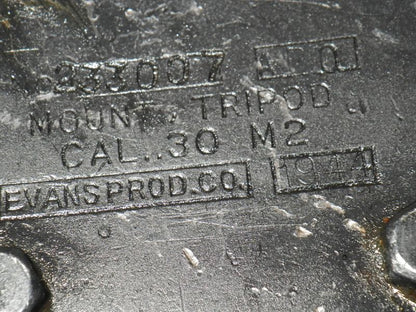 233007
MOUNT, TRIPOD
CAL..30 M2
EVANS PROD. CO. 1944